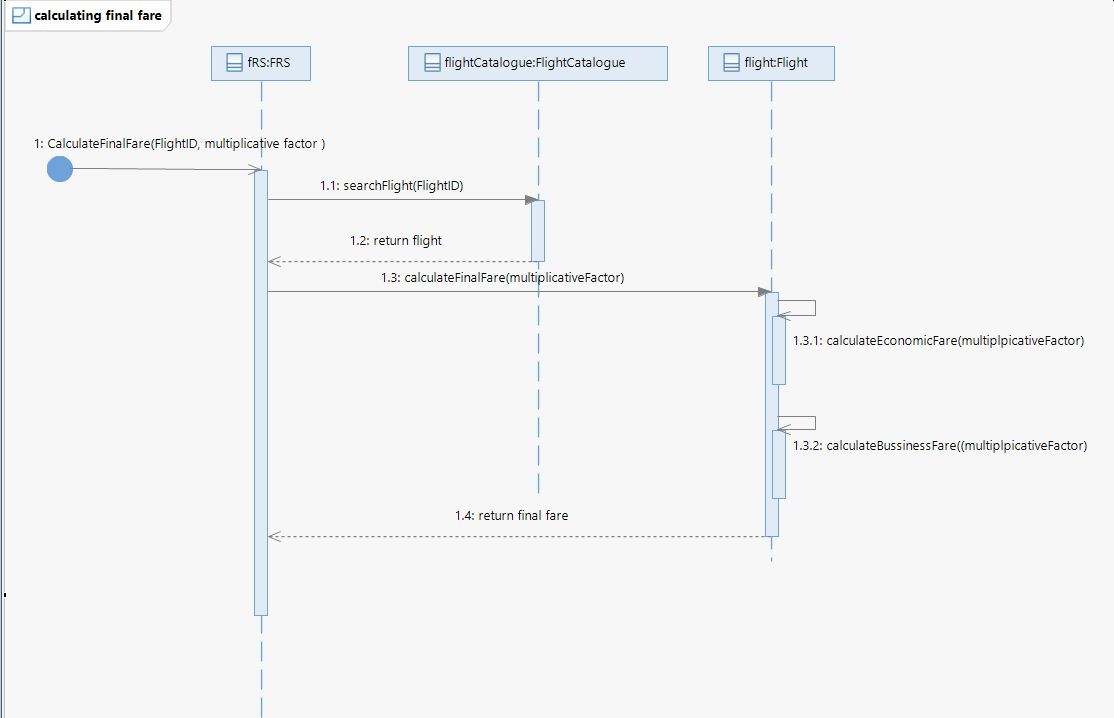 calculating final fare
fRS:FRS
flightCatalogue:FlightCatalogue
flight:Flight
1: CalculateFinalFare(FlightID, multiplicative factor )
1.1: searchFlight(FlightID)
1.2: return flight
1.3: calculateFinalFare(multiplicativeFactor)
1.3.1: calculateEconomicFare(multiplpicativeFactor)
1.3.2: calculateBussinessFare((multiplpicativeFactor)
1.4: return final fare